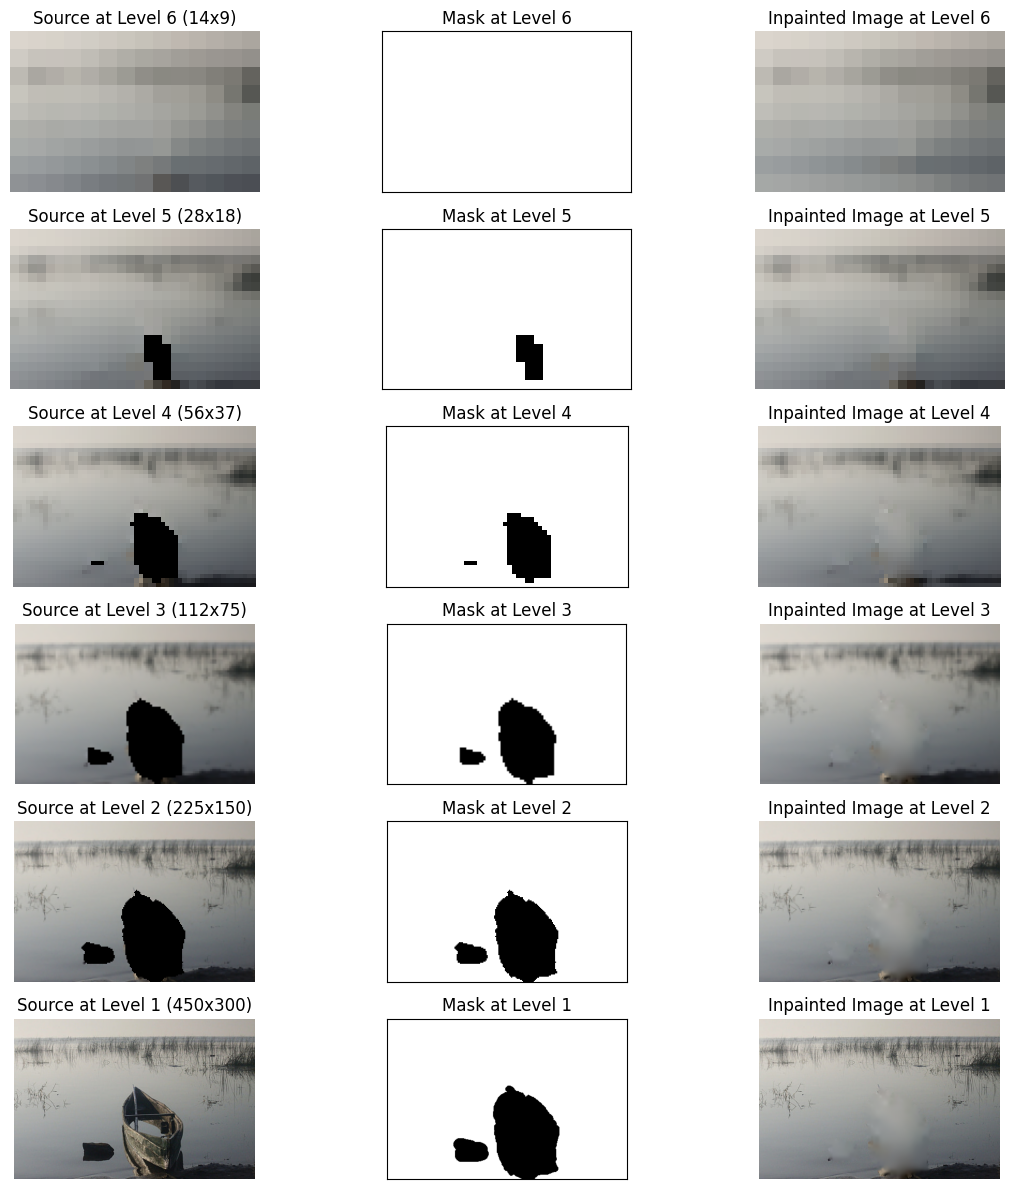 Source at Level 6 (14x9) Mask at Level 6 Inpainted Image at Level 6
Source at Level 5 (28x18) Mask at Level 5 Inpainted Image at Level 5
Source at Level 4 (56x37) Mask at Level 4 Inpainted Image at Level 4
Source at Level 3 (112x75) Mask at Level 3 Inpainted Image at Level 3
Source at Level 2 (225x150) Mask at Level 2 Inpainted Image at Level 2
Source at Level 1 (450x300) Mask at Level 1 Inpainted Image at Level 1